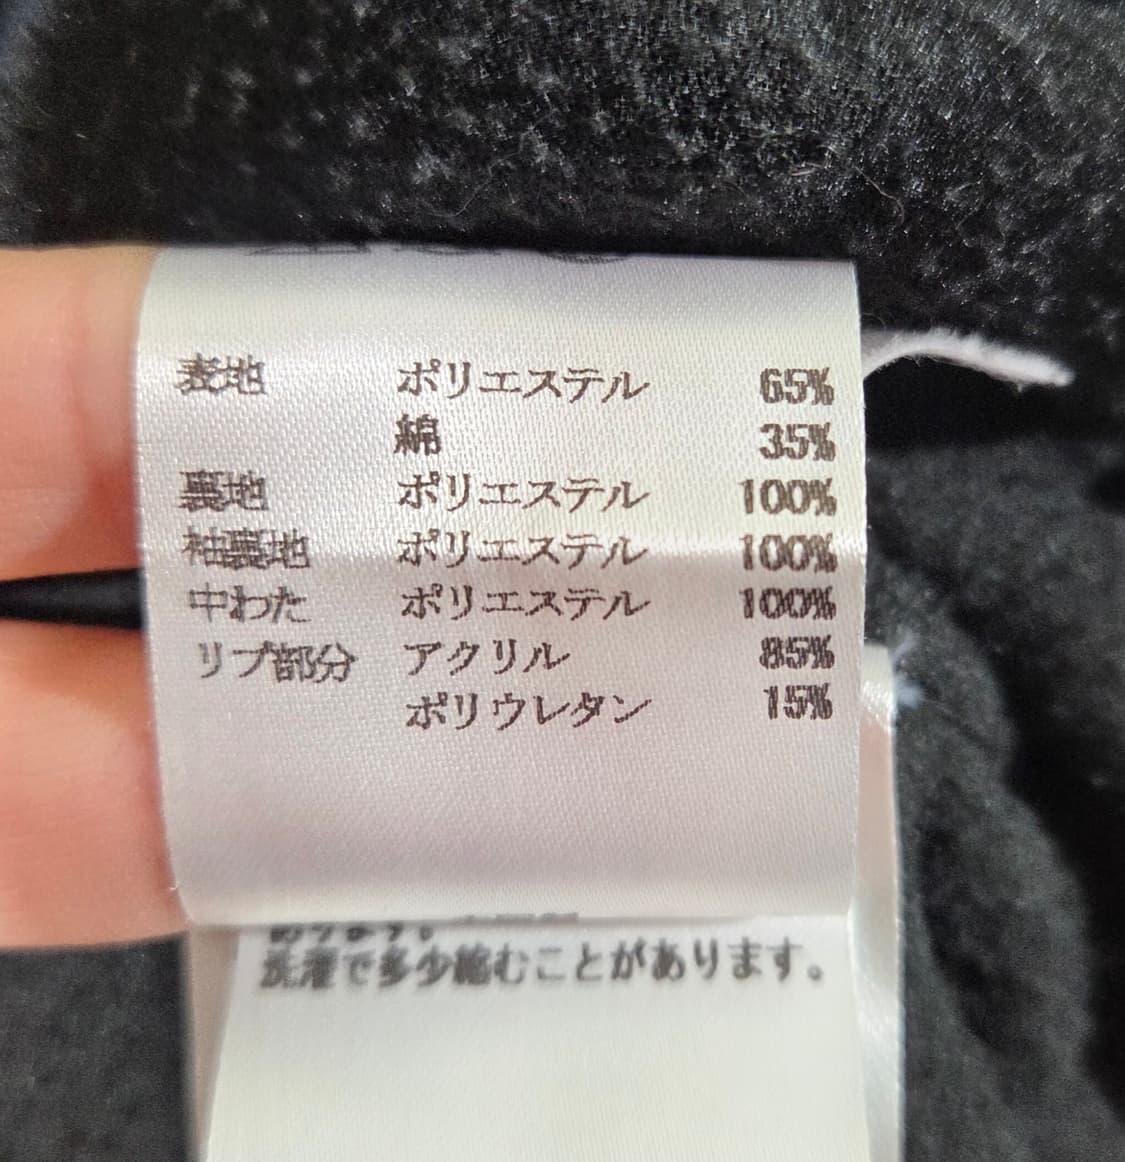 表地 ポリエステル 65%
綿 35%
裏地 ポリエステル 100%
袖裏地 ポリエステル 100%
中わた ポリエステル 100%
リブ部分 アクリル 85%
ポリウレタン 15%
洗濯で多少縮むことがあります。